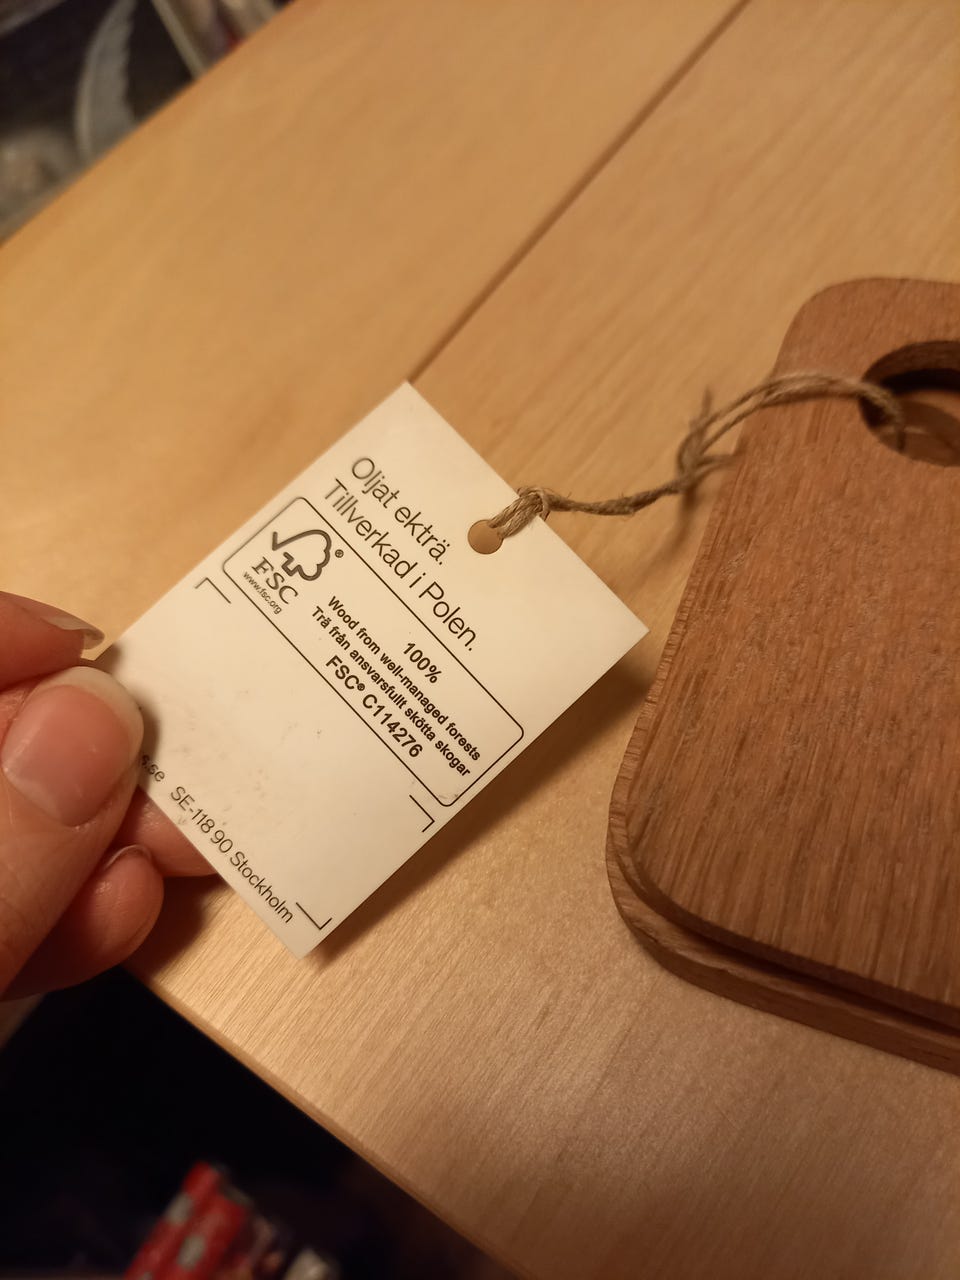 Oljat ekträ.
Tillverkad i Polen.
FSC®
www.fsc.org
100%
Wood from well-managed forests
Trä från ansvarsfullt skötta skogar
FSC® C114276
SE-118 90 Stockholm